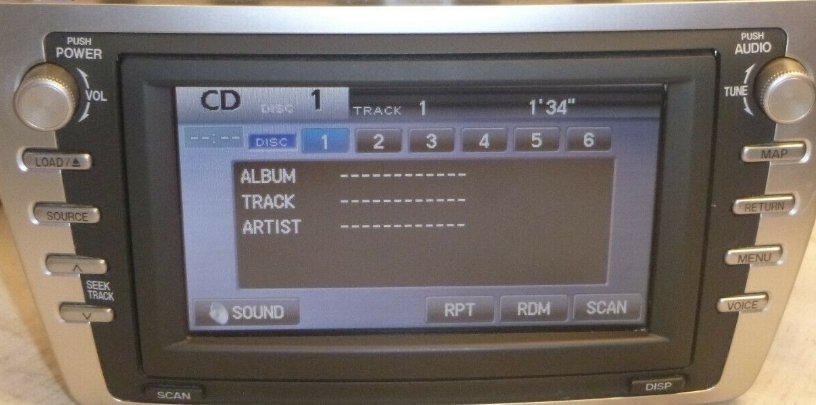 PUSH
POWER
VOL
LOAD/⏏
SOURCE
SEEK
TRACK
SCAN
CD DISC 1 TRACK 1 1'34"
--:-- DISC 1 2 3 4 5 6
ALBUM ------------
TRACK ------------
ARTIST ------------
SOUND RPT RDM SCAN
PUSH
AUDIO
TUNE
MAP
RETURN
MENU
VOICE
DISP